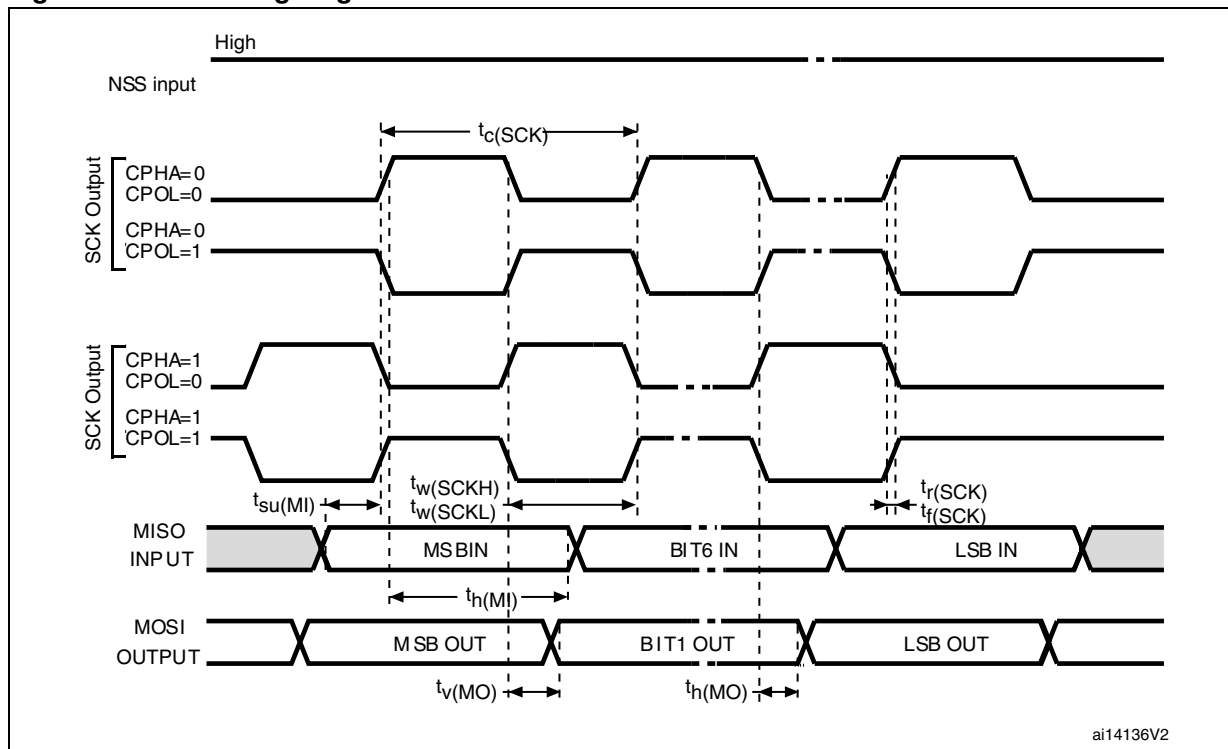 High
NSS input
tc(SCK)
SCK Output
CPHA=0
CPOL=0
CPHA=0
CPOL=1
SCK Output
CPHA=1
CPOL=0
CPHA=1
CPOL=1
tsu(MI)
tw(SCKH)
tw(SCKL)
tr(SCK)
tf(SCK)
MISO
INPUT
MSBIN
BIT6 IN
LSB IN
th(MI)
MOSI
OUTPUT
MSB OUT
BIT1 OUT
LSB OUT
tv(MO)
th(MO)
ai14136V2